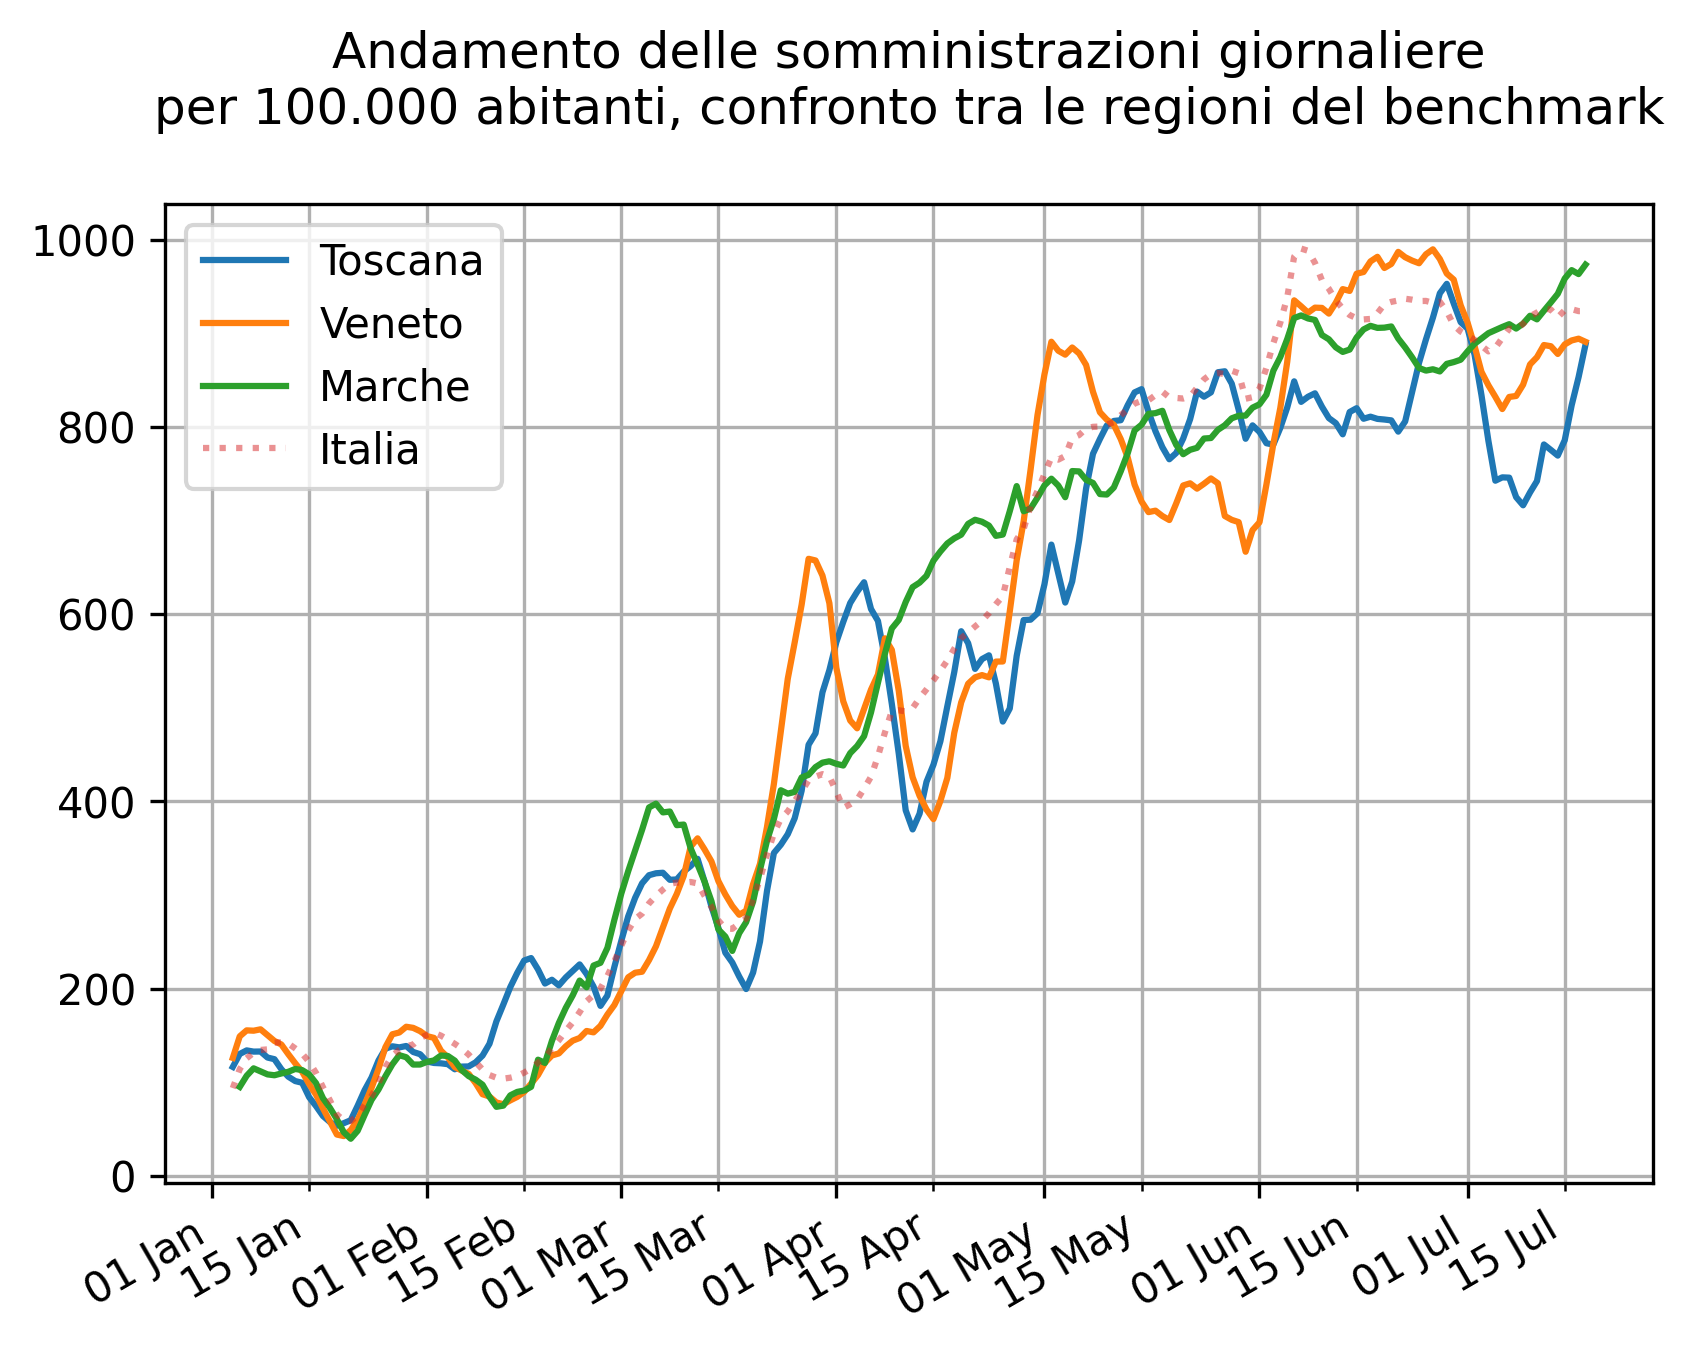 Andamento delle somministrazioni giornaliere
per 100.000 abitanti, confronto tra le regioni del benchmark
Toscana
Veneto
Marche
Italia
1000
800
600
400
200
0
01 Jan
15 Jan
01 Feb
15 Feb
01 Mar
15 Mar
01 Apr
15 Apr
01 May
15 May
01 Jun
15 Jun
01 Jul
15 Jul